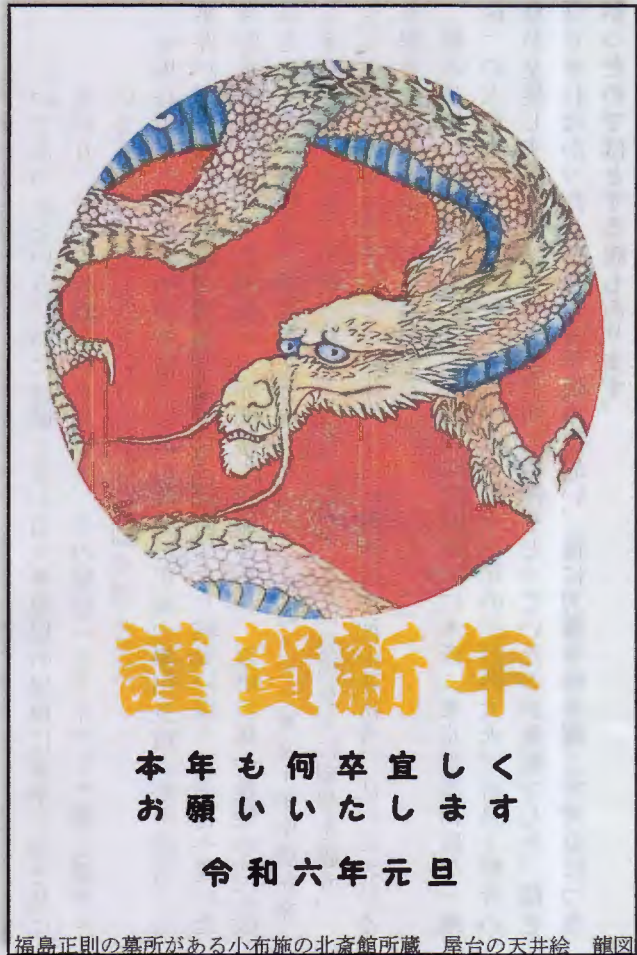 謹賀新年
本年も何卒宜しく
お願いいたします
令和六年元旦
福島正則の墓所がある小布施の北斎館所蔵　屋台の天井絵　龍図